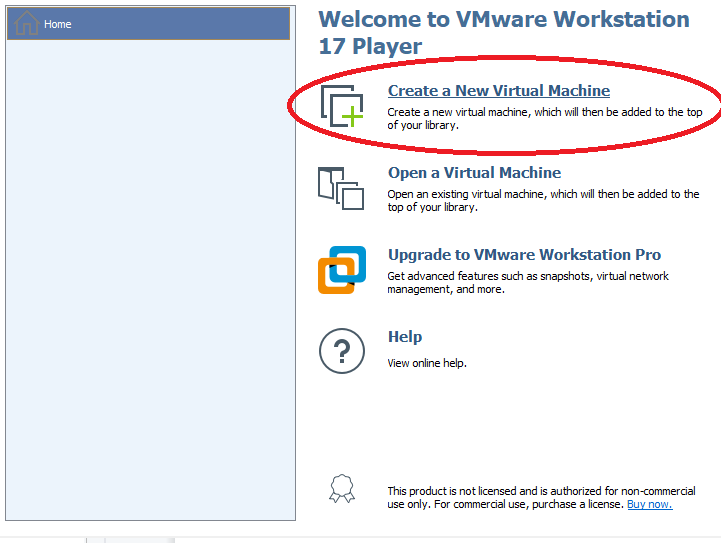 Home
Welcome to VMware Workstation
17 Player
Create a New Virtual Machine
Create a new virtual machine, which will then be added to the top
of your library.
Open a Virtual Machine
Open an existing virtual machine, which will then be added to the
top of your library.
Upgrade to VMware Workstation Pro
Get advanced features such as snapshots, virtual network
management, and more.
Help
?
View online help.
This product is not licensed and is authorized for non-commercial
use only. For commercial use, purchase a license. Buy now.